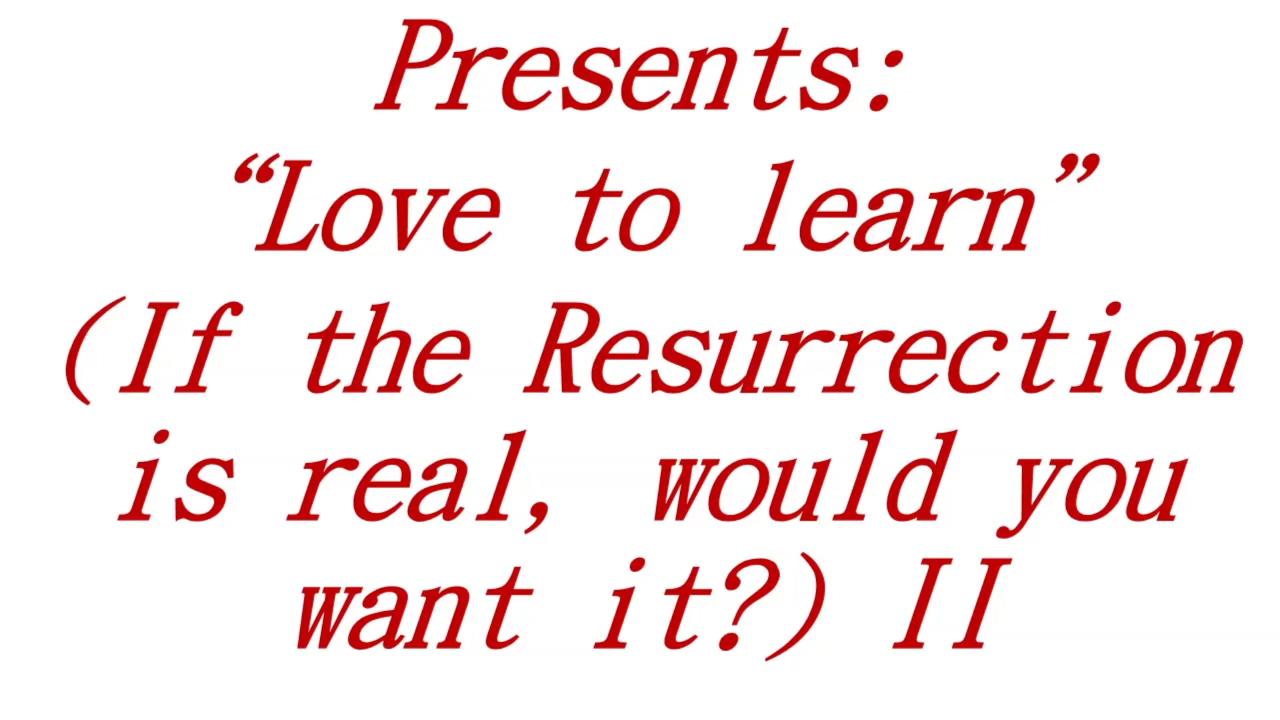 Presents:
“Love to learn”
(If the Resurrection
is real, would you
want it?) II